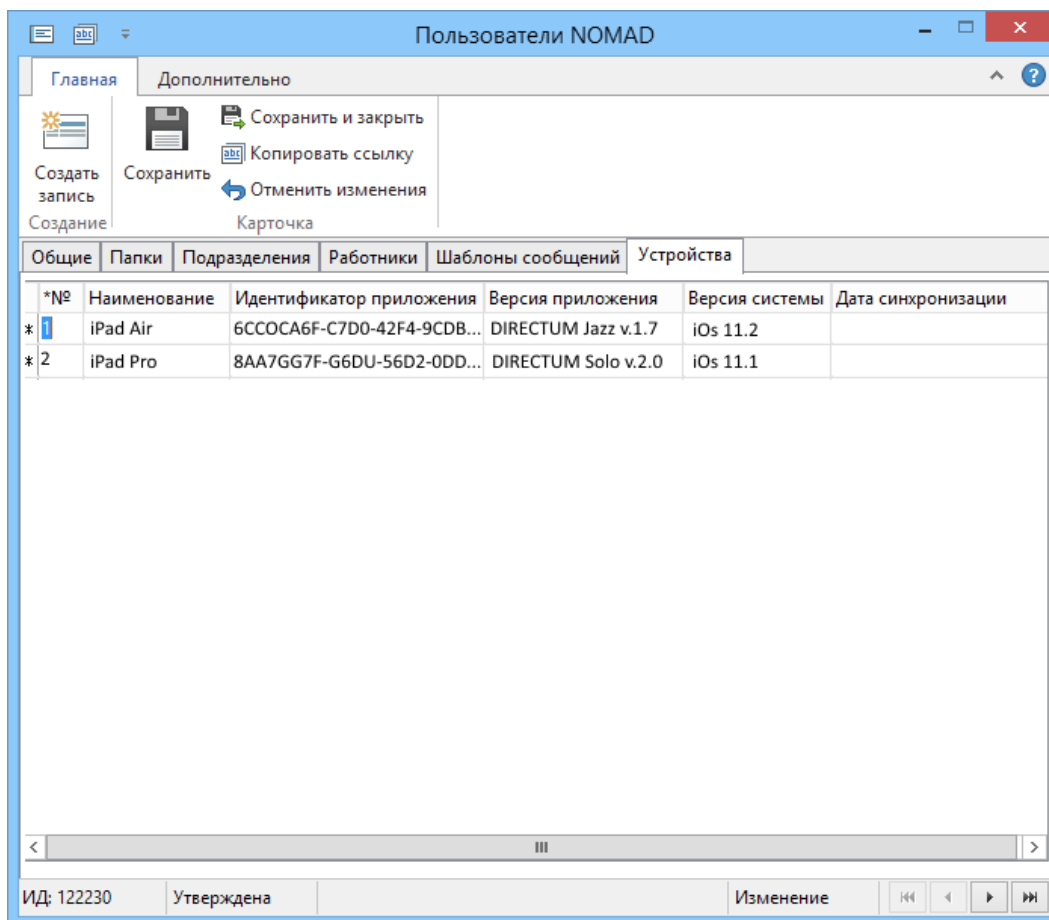 Пользователи NOMAD
Главная Дополнительно
Создать запись
Сохранить
Сохранить и закрыть
Копировать ссылку
Отменить изменения
Создание Карточка
Общие Папки Подразделения Работники Шаблоны сообщений Устройства
*№ Наименование Идентификатор приложения Версия приложения Версия системы Дата синхронизации
* 1 iPad Air 6CCOCA6F-C7D0-42F4-9CDB... DIRECTUM Jazz v.1.7 iOs 11.2
* 2 iPad Pro 8AA7GG7F-G6DU-56D2-0DD... DIRECTUM Solo v.2.0 iOs 11.1
ИД: 122230 Утверждена Изменение